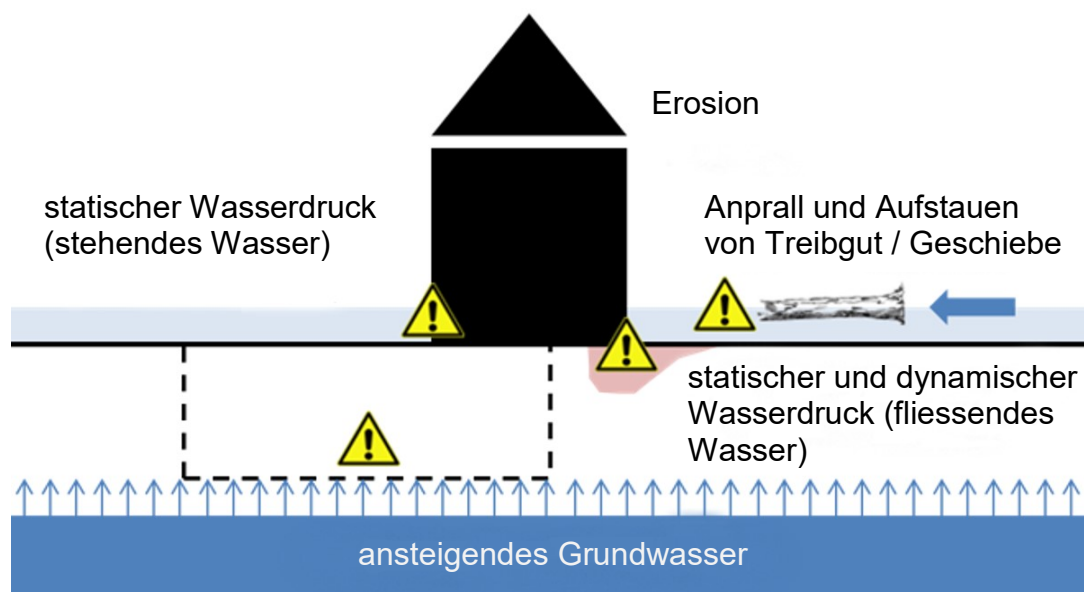 Erosion
statischer Wasserdruck
(stehendes Wasser)
Anprall und Aufstauen
von Treibgut / Geschiebe
statischer und dynamischer
Wasserdruck (fliessendes
Wasser)
ansteigendes Grundwasser